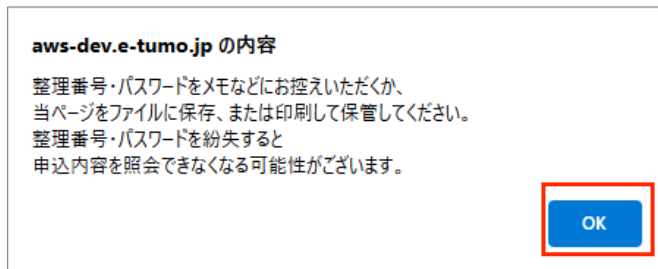 aws-dev.e-tumo.jp の内容
整理番号・パスワードをメモなどにお控えいただくか、
当ページをファイルに保存、または印刷して保管してください。
整理番号・パスワードを紛失すると
申込内容を照会できなくなる可能性がございます。
OK